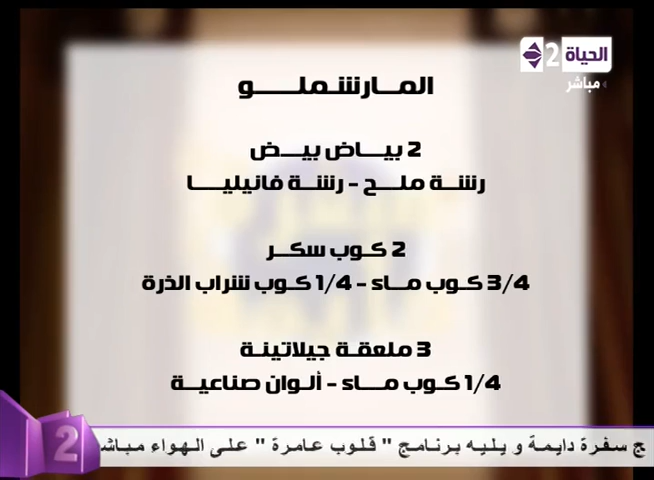 الحياة 2
مباشر
المارشملو
2 بياض بيض
رشة ملح - رشة فانيليا
2 كوب سكر
3/4 كوب ماء - 1/4 كوب شراب الذرة
3 ملعقة جيلاتينة
1/4 كوب ماء - ألوان صناعية
2
ج سفرة دايمة و يليه برنامج " قلوب عامرة " على الهواء مباش